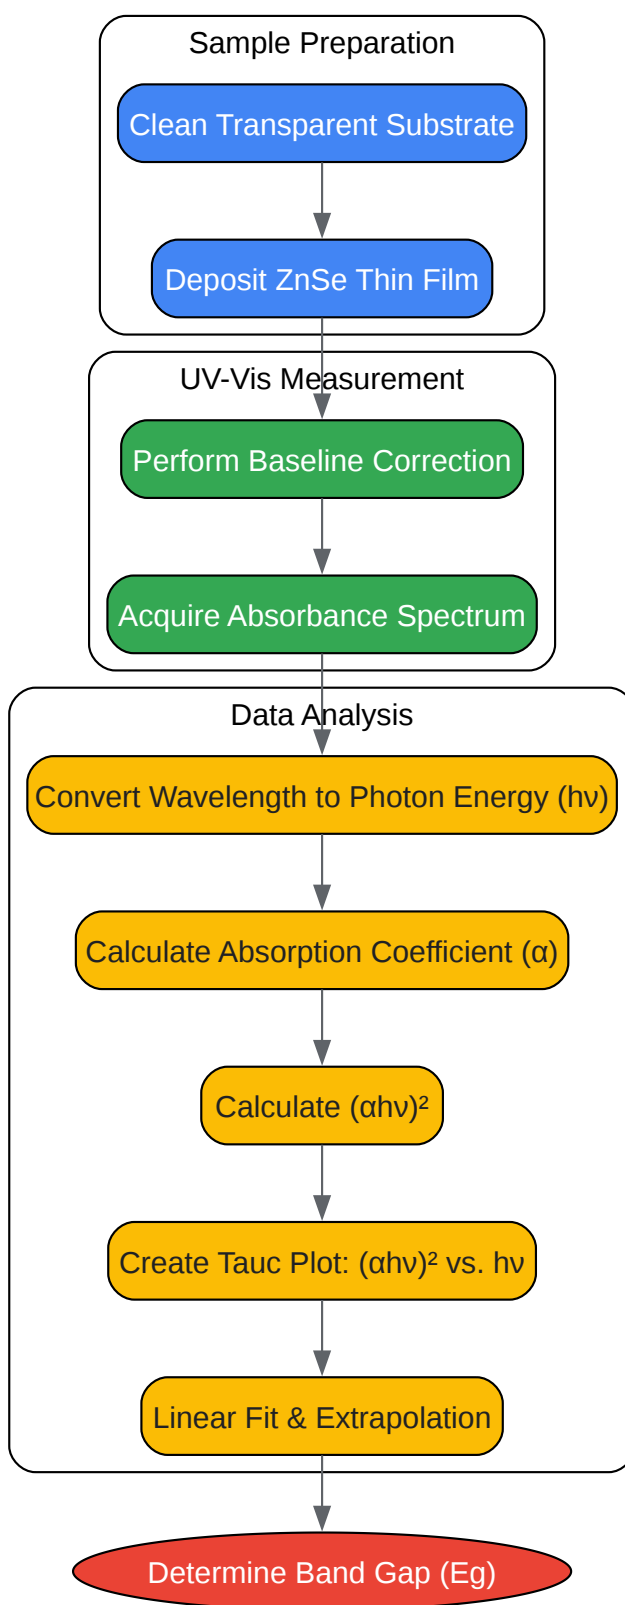 Sample Preparation
Clean Transparent Substrate
Deposit ZnSe Thin Film
UV-Vis Measurement
Perform Baseline Correction
Acquire Absorbance Spectrum
Data Analysis
Convert Wavelength to Photon Energy (hν)
Calculate Absorption Coefficient (α)
Calculate (αhν)²
Create Tauc Plot: (αhν)² vs. hν
Linear Fit & Extrapolation
Determine Band Gap (Eg)